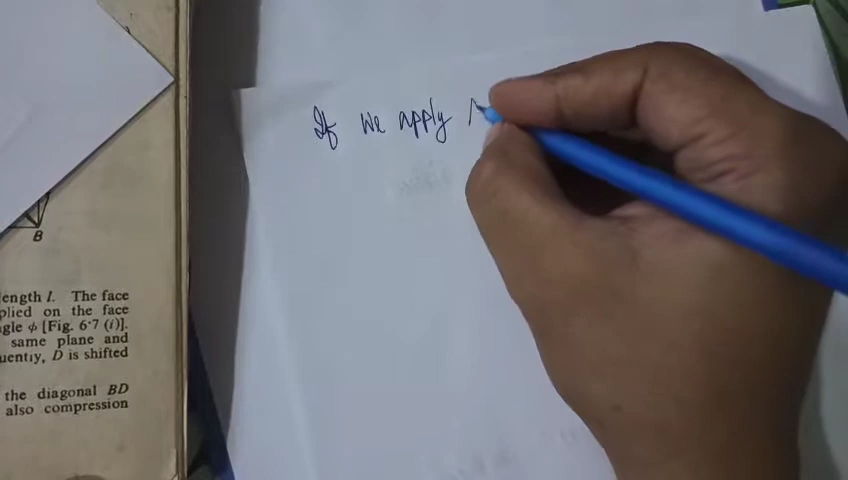 If we apply
B
ength l. The face
plied on the face
gle φ [Fig. 6·7 (i)].
same plane and
uently, D is shifted
the diagonal BD
also compression